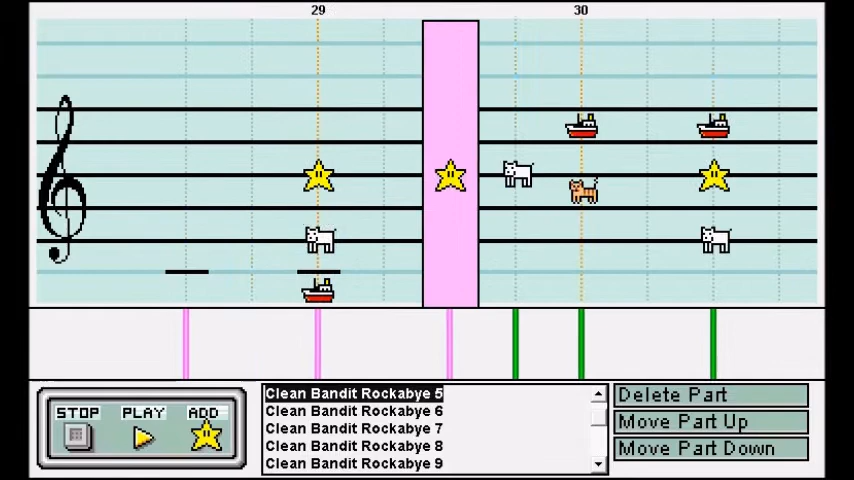 29 30
STOP PLAY ADD
Clean Bandit Rockabye 5
Clean Bandit Rockabye 6
Clean Bandit Rockabye 7
Clean Bandit Rockabye 8
Clean Bandit Rockabye 9
Delete Part
Move Part Up
Move Part Down